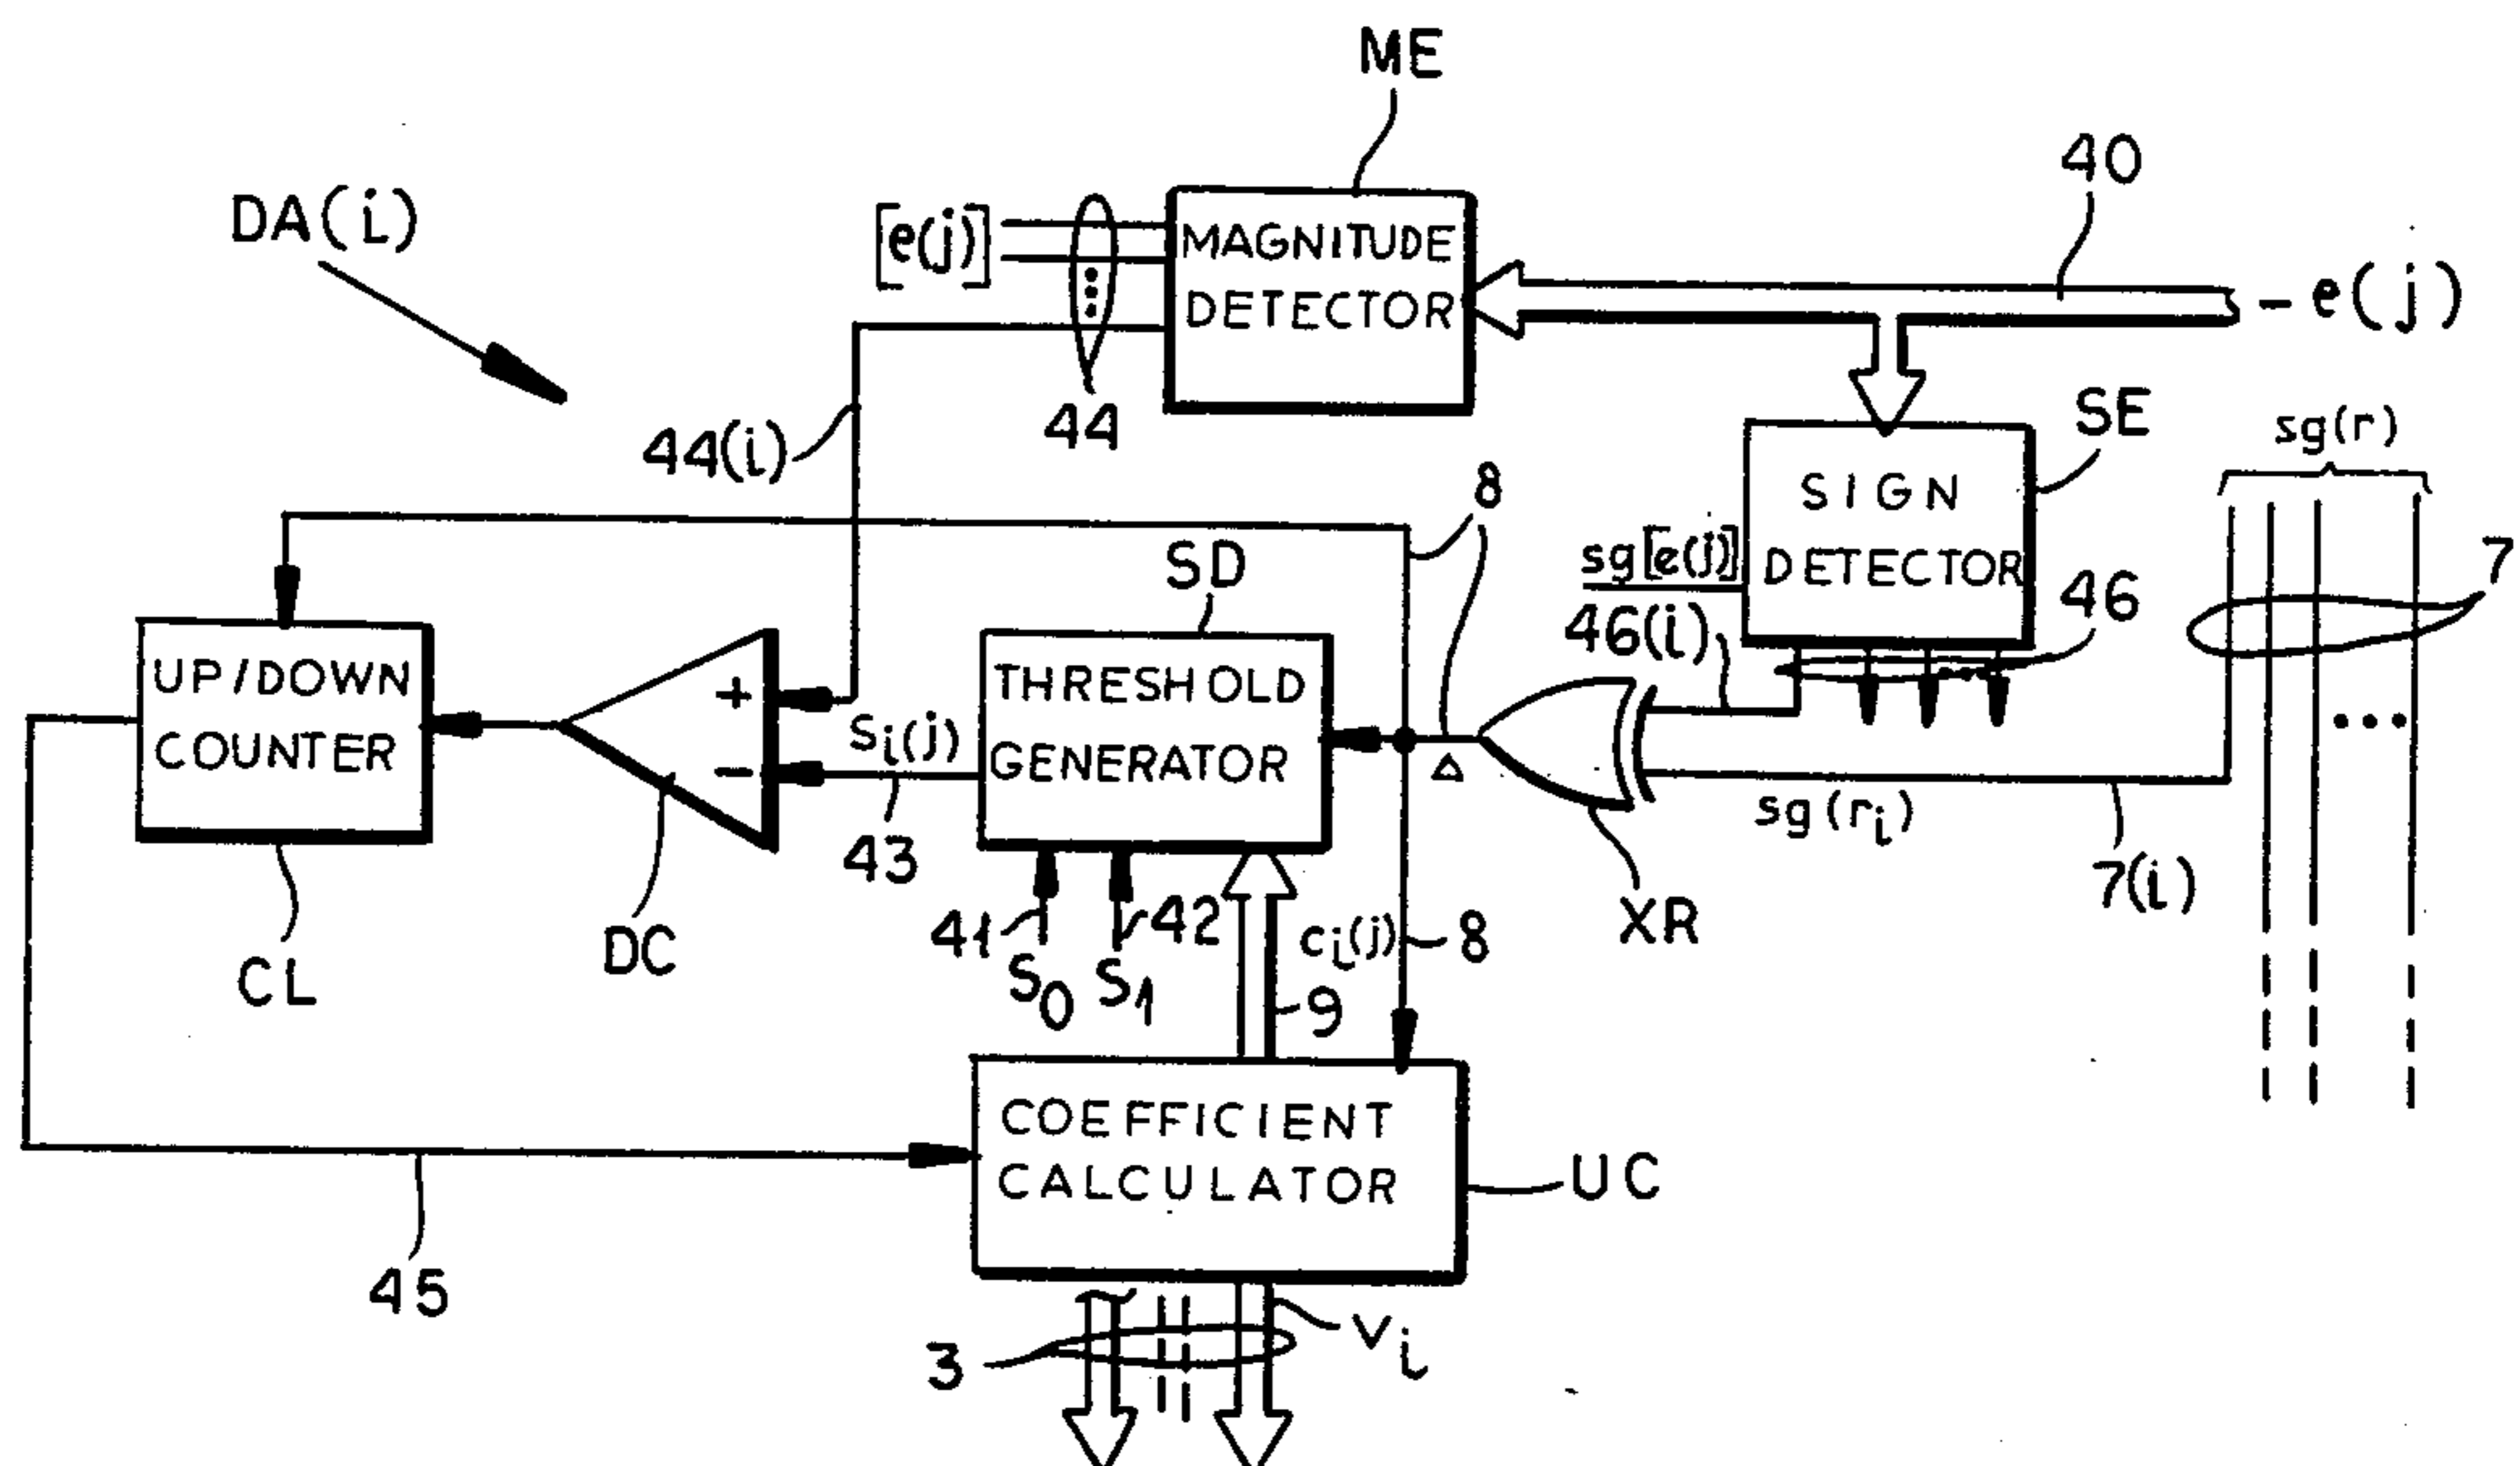 ME
40
DA(i)
[e(j)]
MAGNITUDE
DETECTOR
- e(j)
44
44(i)
SE
sg(r)
8
SIGN
DETECTOR
sg[e(j)]
7
46
46(i)
SD
UP/DOWN
COUNTER
+
-
Si(j)
THRESHOLD
GENERATOR
Δ
sg(ri)
43
7(i)
41
42
S0
S1
ci(j)
8
XR
DC
CL
9
COEFFICIENT
CALCULATOR
UC
45
3
Vi